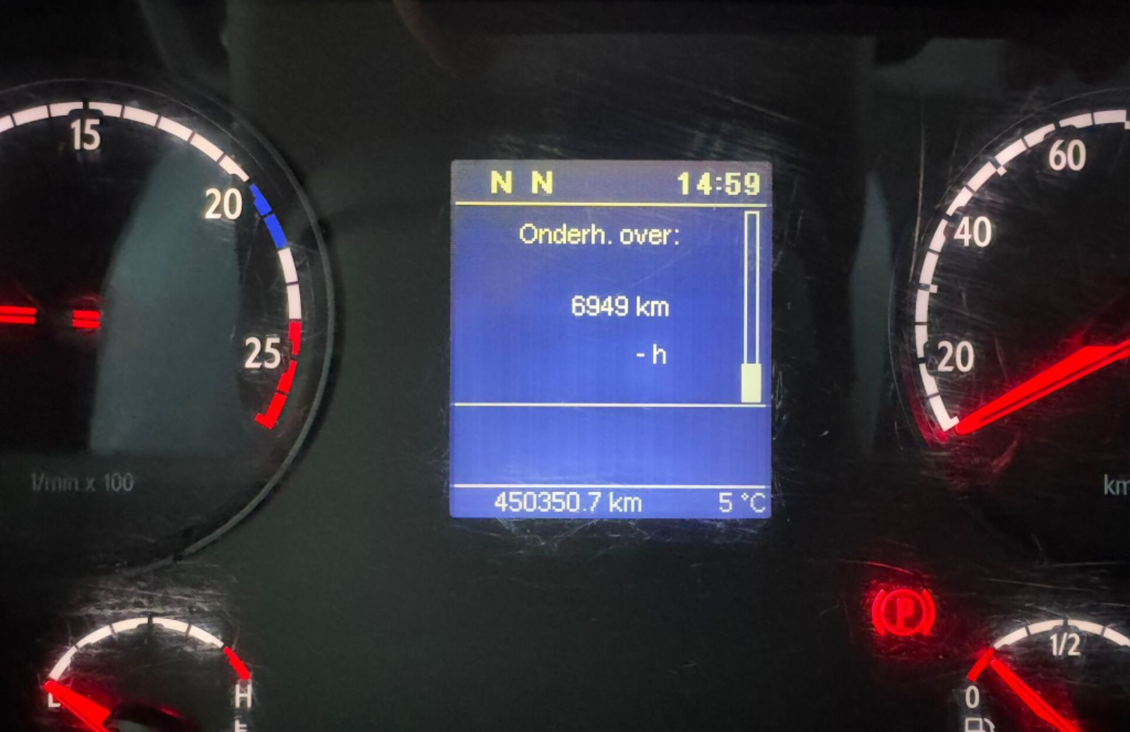 15
20
25
1/min x 100
N N 14:59
Onderh. over:
6949 km
- h
450350.7 km 5 °C
60
40
20
km
P
1/2
0
H